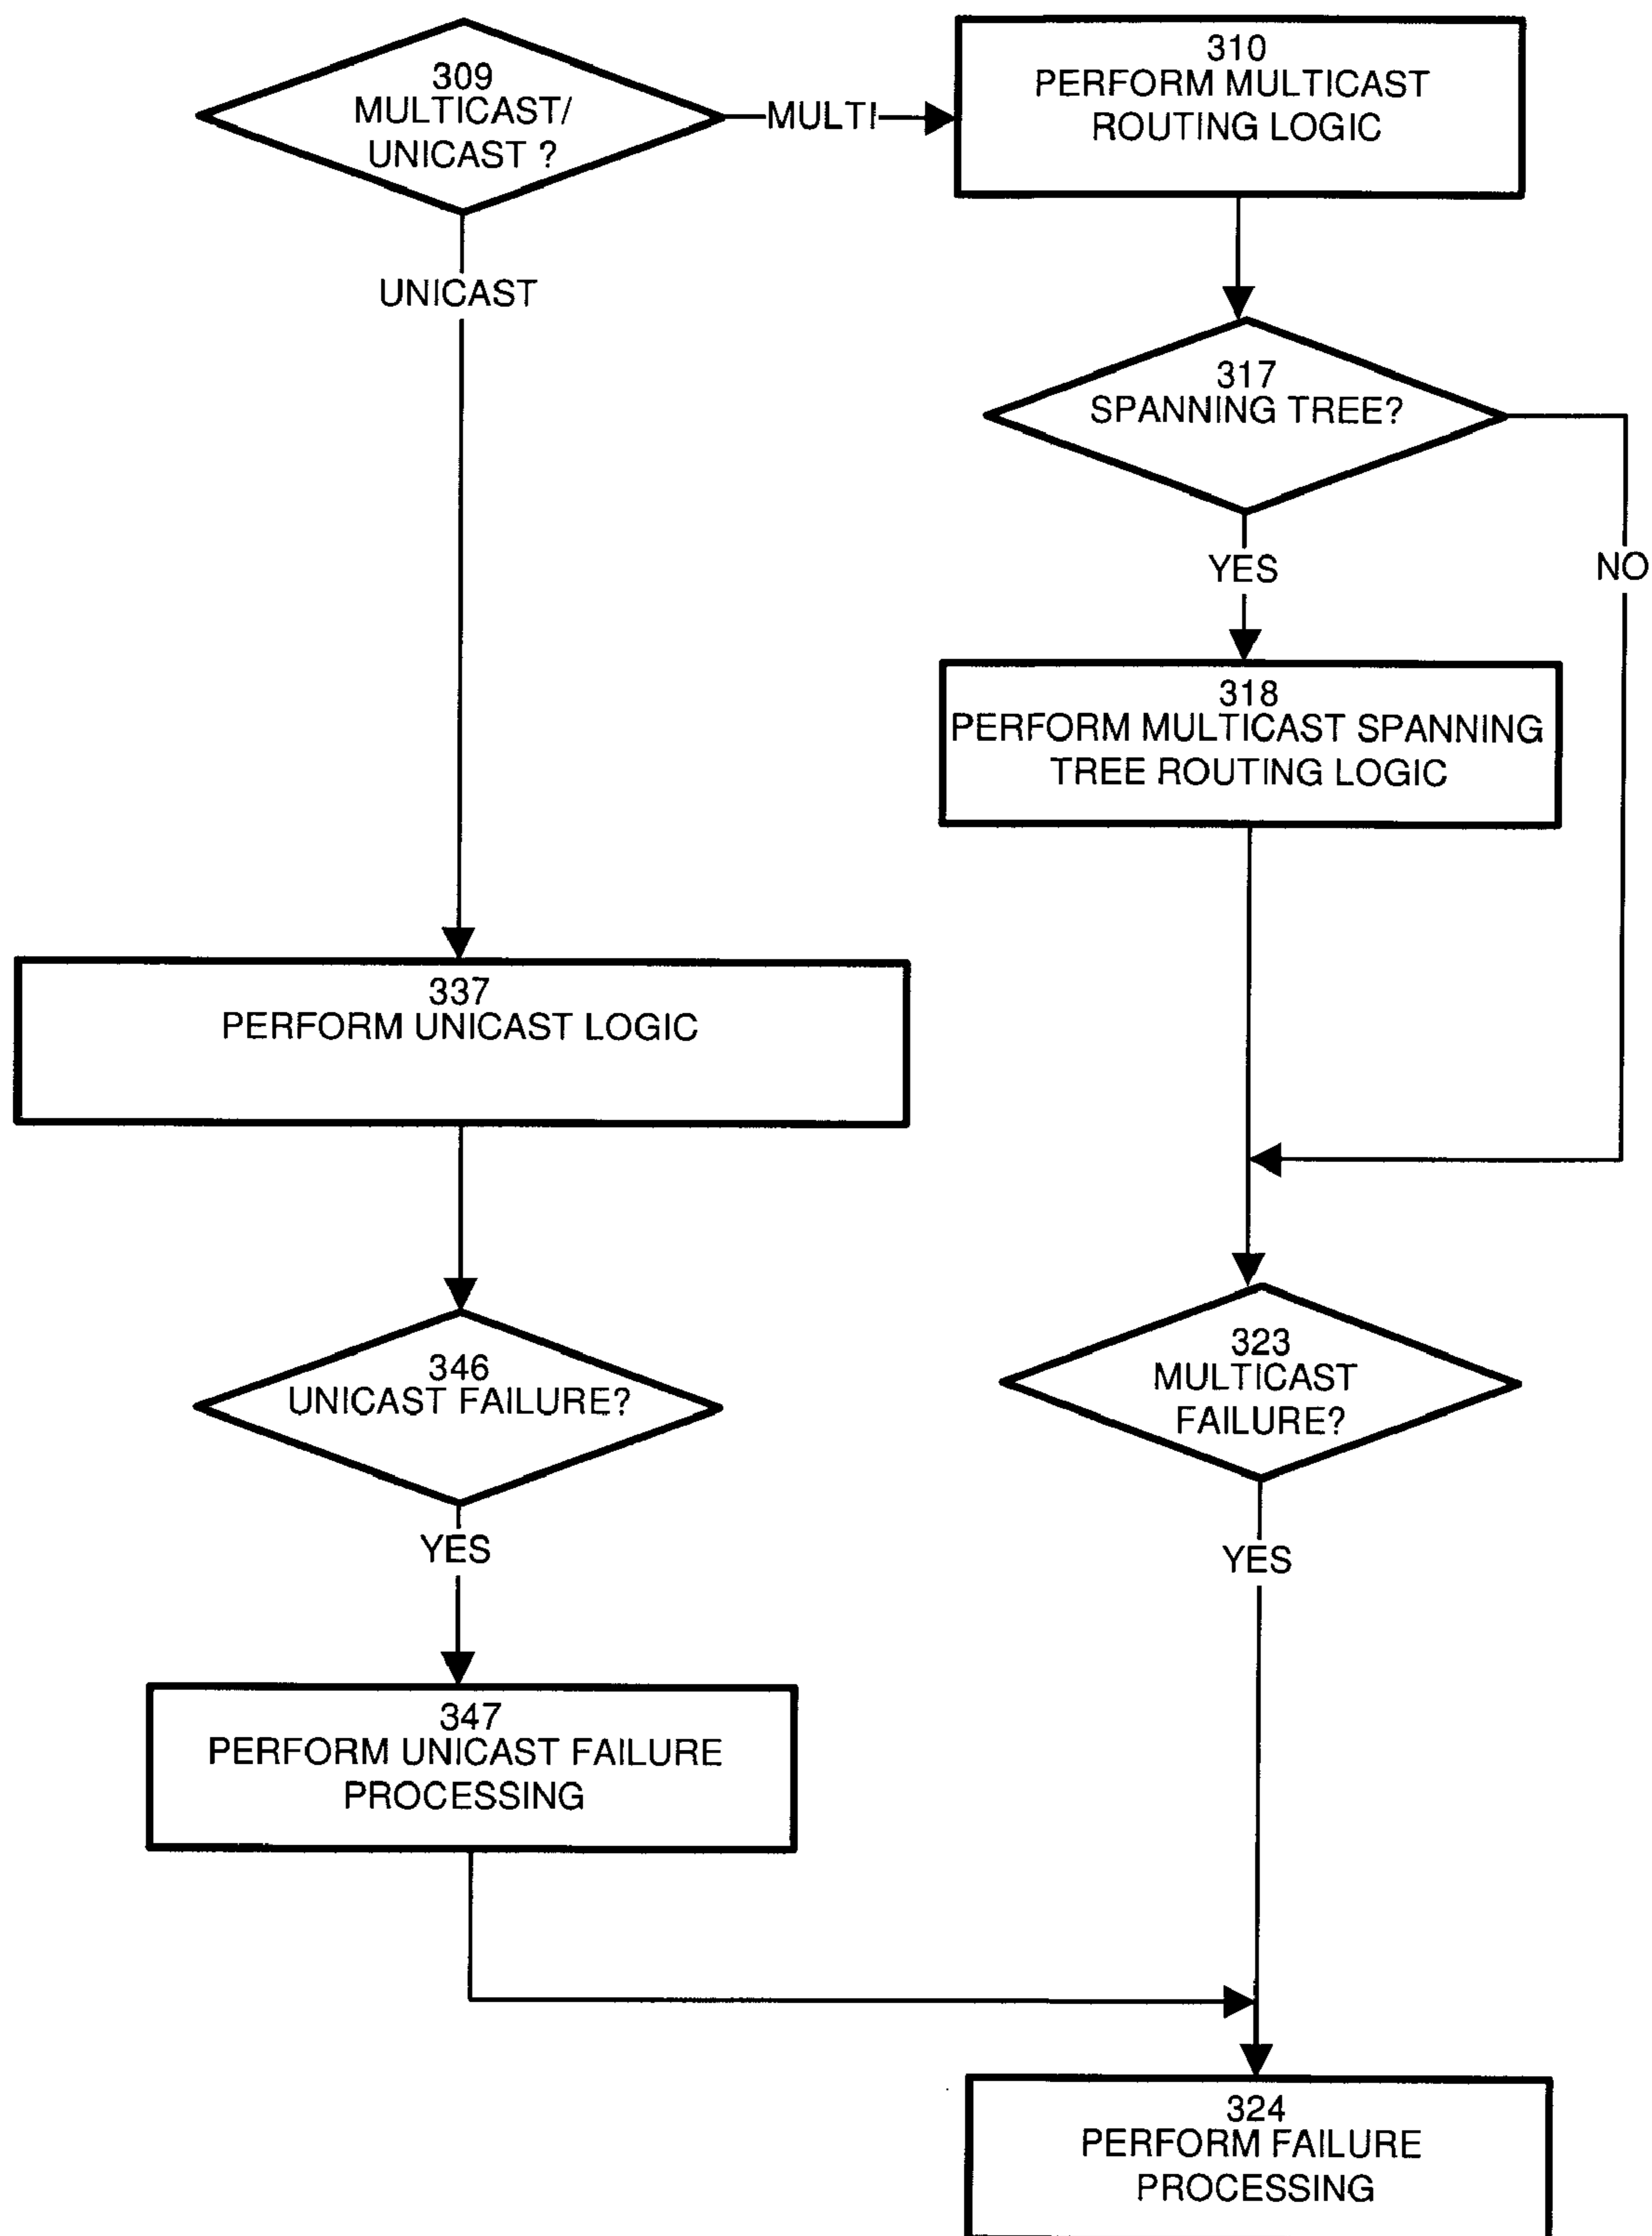 309
MULTICAST/
UNICAST ?
MULTI
310
PERFORM MULTICAST
ROUTING LOGIC
UNICAST
317
SPANNING TREE?
YES
NO
318
PERFORM MULTICAST SPANNING
TREE ROUTING LOGIC
337
PERFORM UNICAST LOGIC
346
UNICAST FAILURE?
323
MULTICAST
FAILURE?
YES
YES
347
PERFORM UNICAST FAILURE
PROCESSING
324
PERFORM FAILURE
PROCESSING